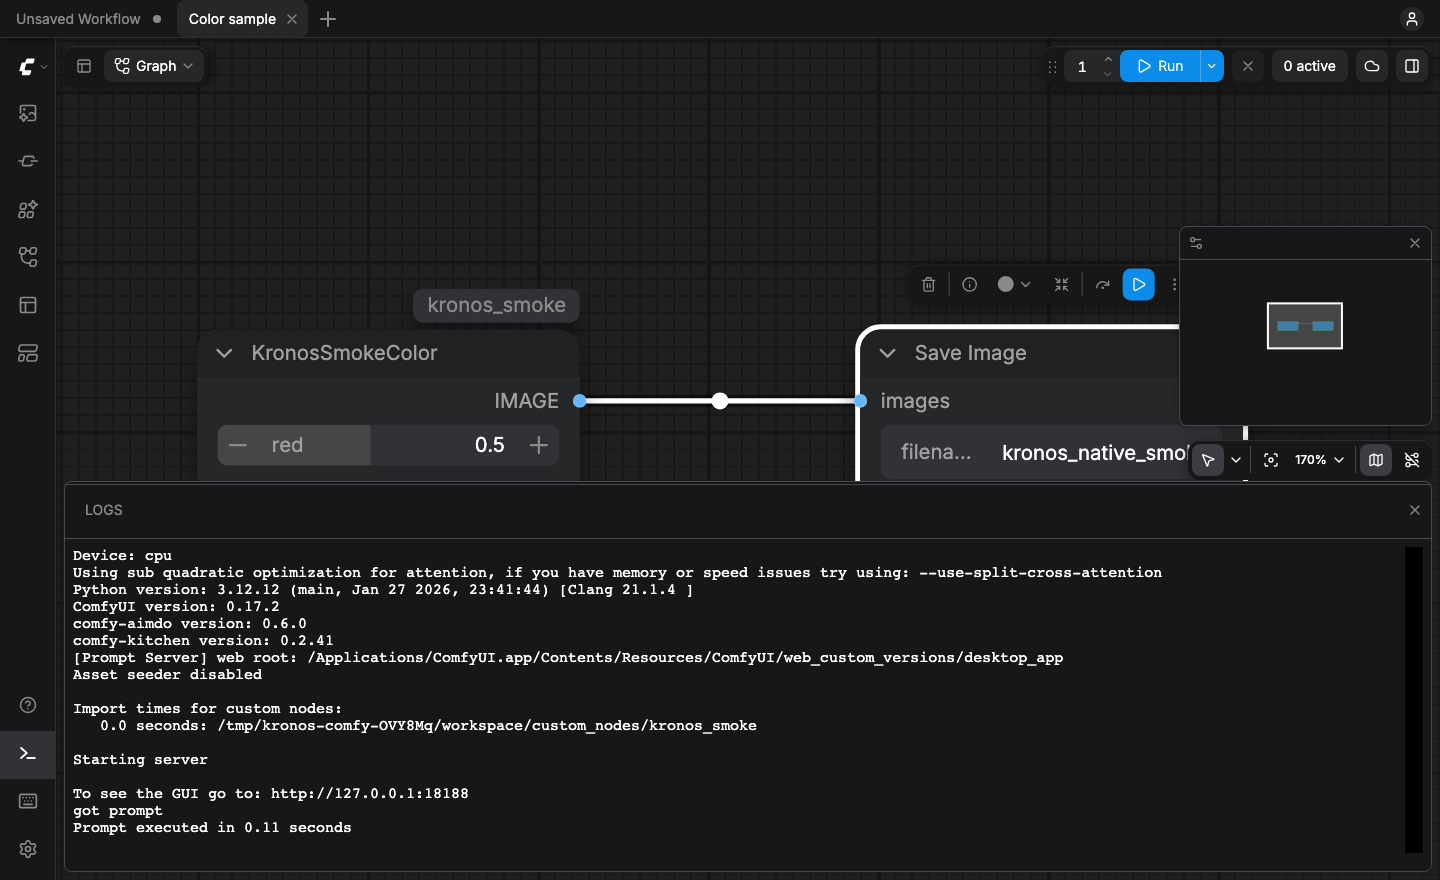 Unsaved Workflow
Color sample
Graph
1
Run
0 active
kronos_smoke
KronosSmokeColor
IMAGE
red 0.5
Save Image
images
filena... kronos_native_smo
170%
LOGS
Device: cpu
Using sub quadratic optimization for attention, if you have memory or speed issues try using: --use-split-cross-attention
Python version: 3.12.12 (main, Jan 27 2026, 23:41:44) [Clang 21.1.4 ]
ComfyUI version: 0.17.2
comfy-aimdo version: 0.6.0
comfy-kitchen version: 0.2.41
[Prompt Server] web root: /Applications/ComfyUI.app/Contents/Resources/ComfyUI/web_custom_versions/desktop_app
Asset seeder disabled
Import times for custom nodes:
0.0 seconds: /tmp/kronos-comfy-OVY8Mq/workspace/custom_nodes/kronos_smoke
Starting server
To see the GUI go to: http://127.0.0.1:18188
got prompt
Prompt executed in 0.11 seconds